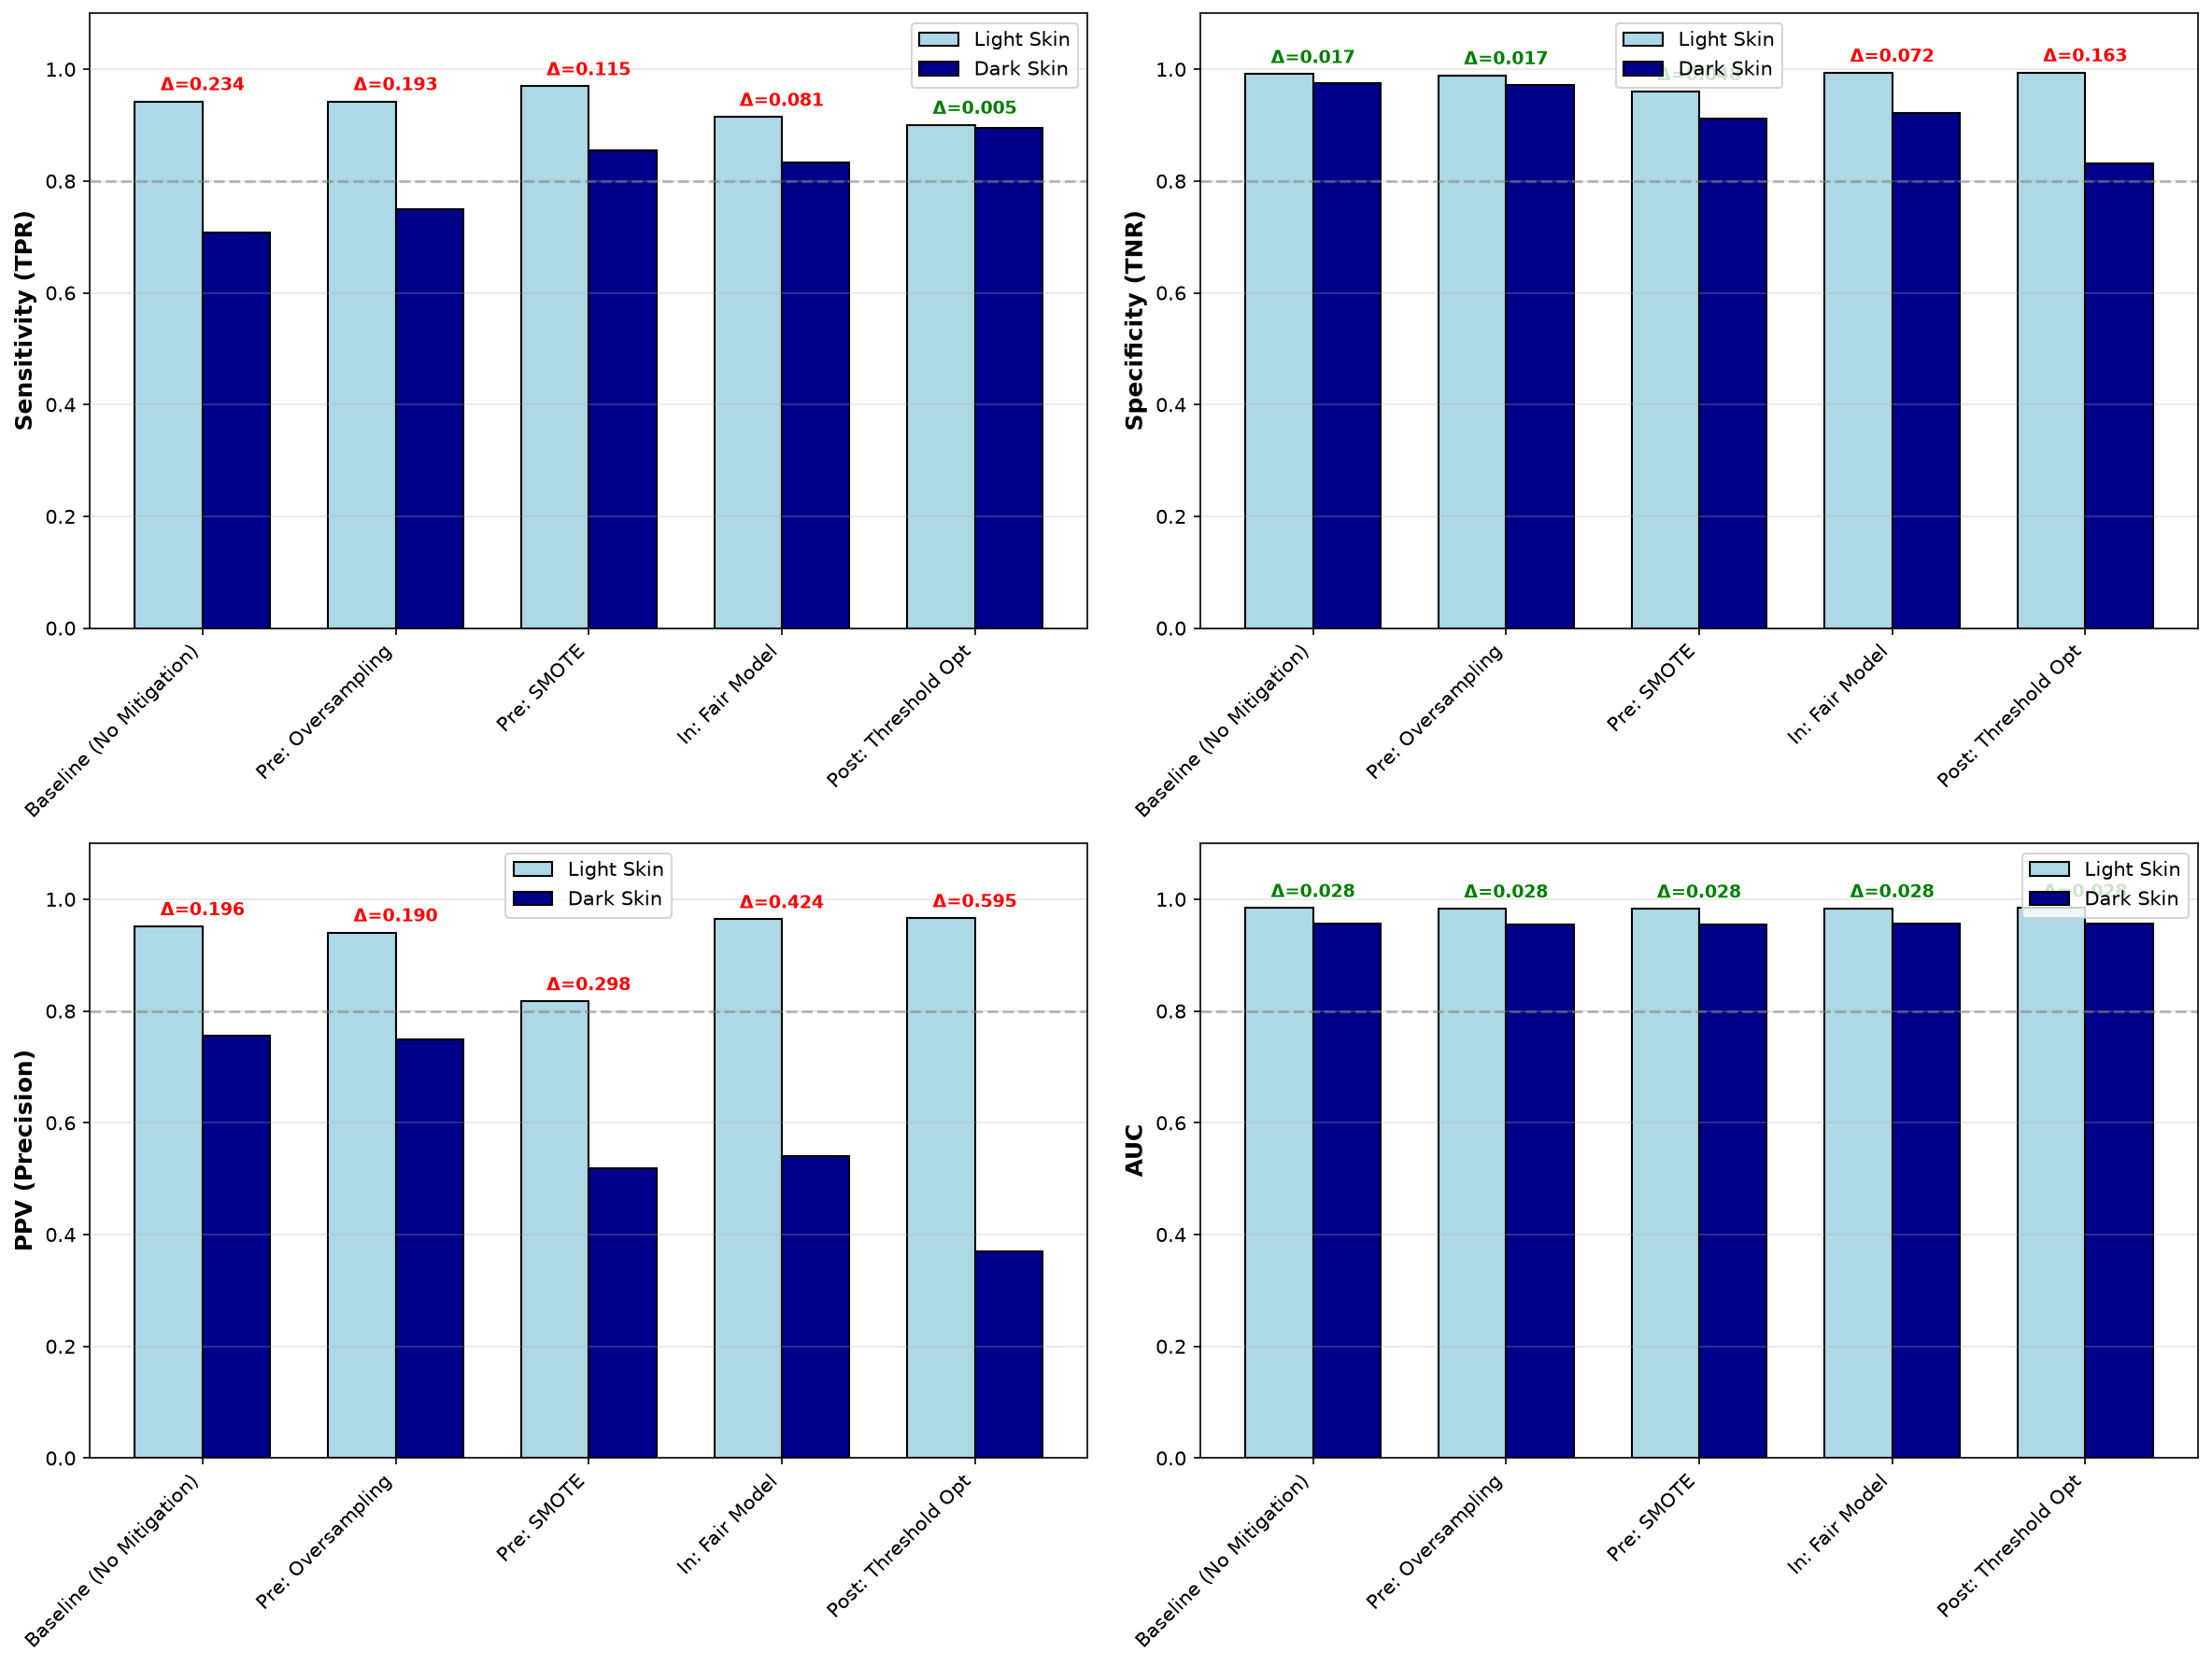 Sensitivity (TPR)
1.0
0.8
0.6
0.4
0.2
0.0
Δ=0.234
Δ=0.193
Δ=0.115
Δ=0.081
Δ=0.005
Light Skin
Dark Skin
Baseline (No Mitigation)
Pre: Oversampling
Pre: SMOTE
In: Fair Model
Post: Threshold Opt
Specificity (TNR)
1.0
0.8
0.6
0.4
0.2
0.0
Δ=0.017
Δ=0.017
Δ=0.072
Δ=0.163
Light Skin
Dark Skin
Baseline (No Mitigation)
Pre: Oversampling
Pre: SMOTE
In: Fair Model
Post: Threshold Opt
PPV (Precision)
1.0
0.8
0.6
0.4
0.2
0.0
Δ=0.196
Δ=0.190
Δ=0.298
Δ=0.424
Δ=0.595
Light Skin
Dark Skin
Baseline (No Mitigation)
Pre: Oversampling
Pre: SMOTE
In: Fair Model
Post: Threshold Opt
AUC
1.0
0.8
0.6
0.4
0.2
0.0
Δ=0.028
Δ=0.028
Δ=0.028
Δ=0.028
Δ=0.028
Light Skin
Dark Skin
Baseline (No Mitigation)
Pre: Oversampling
Pre: SMOTE
In: Fair Model
Post: Threshold Opt